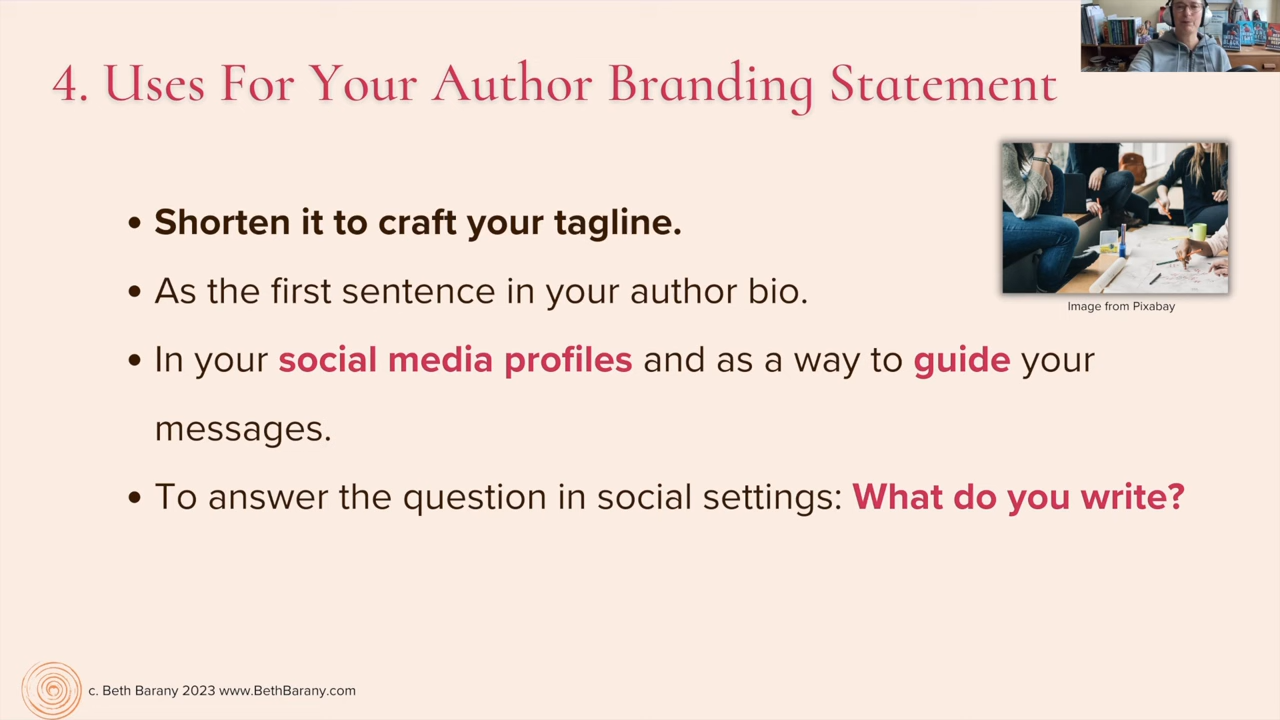 4. Uses For Your Author Branding Statement
• Shorten it to craft your tagline.
• As the first sentence in your author bio.
• In your social media profiles and as a way to guide your
messages.
• To answer the question in social settings: What do you write?
Image from Pixabay
c. Beth Barany 2023 www.BethBarany.com